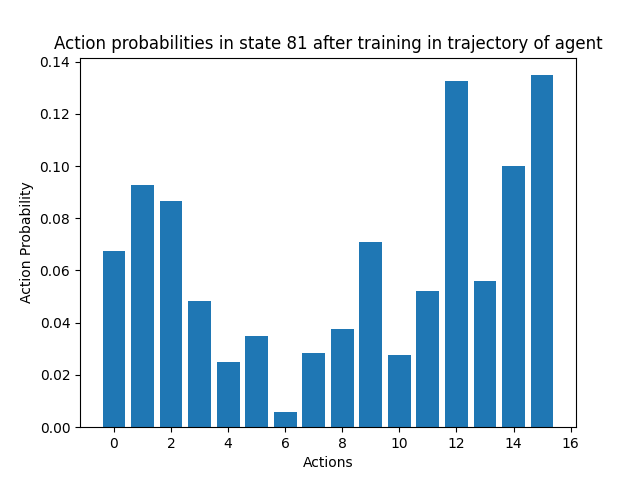 Action probabilities in state 81 after training in trajectory of agent
0.14
0.12
0.10
0.08
0.06
0.04
0.02
0.00
Action Probability
0 2 4 6 8 10 12 14 16
Actions